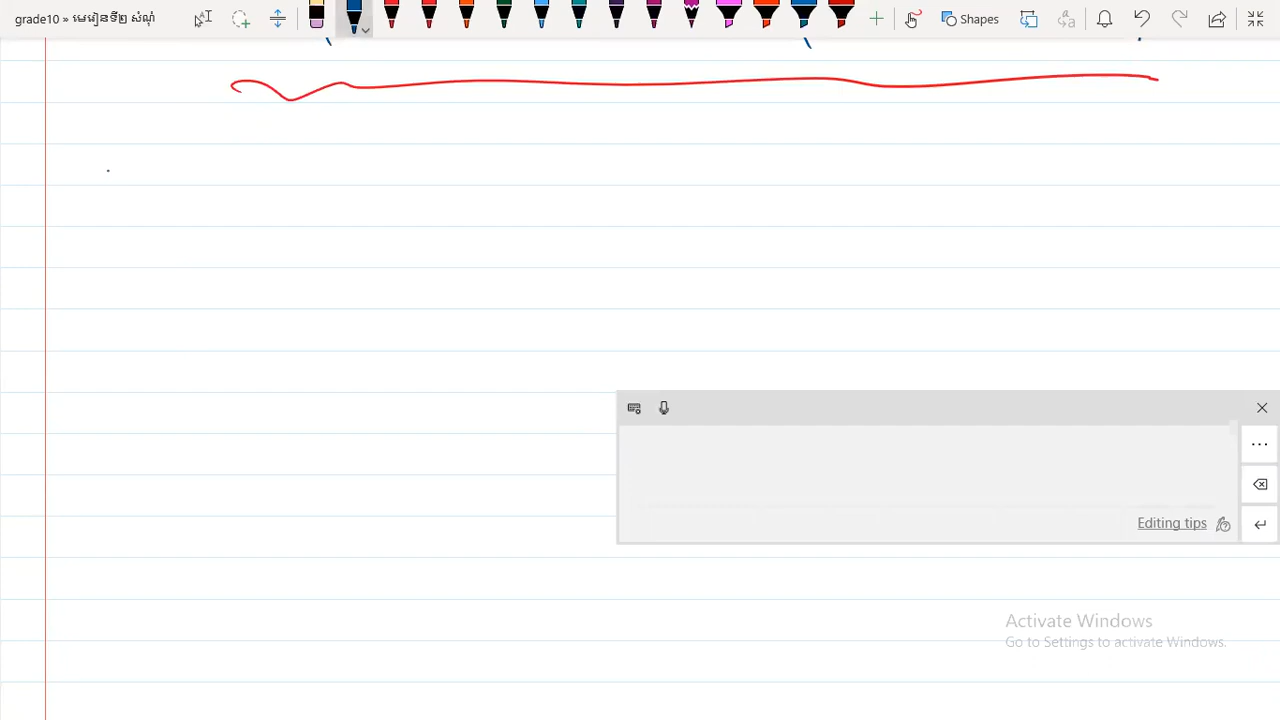 grade10 » មេរៀនទី២ សំណុំ
Shapes
Editing tips
Activate Windows
Go to Settings to activate Windows.